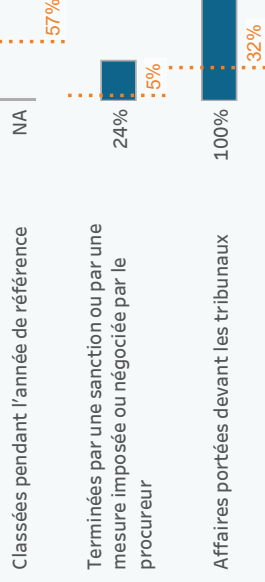 Classées pendant l'année de référence
NA
57%
Terminées par une sanction ou par une
mesure imposée ou négociée par le
procureur
24%
5%
Affaires portées devant les tribunaux
100%
32%